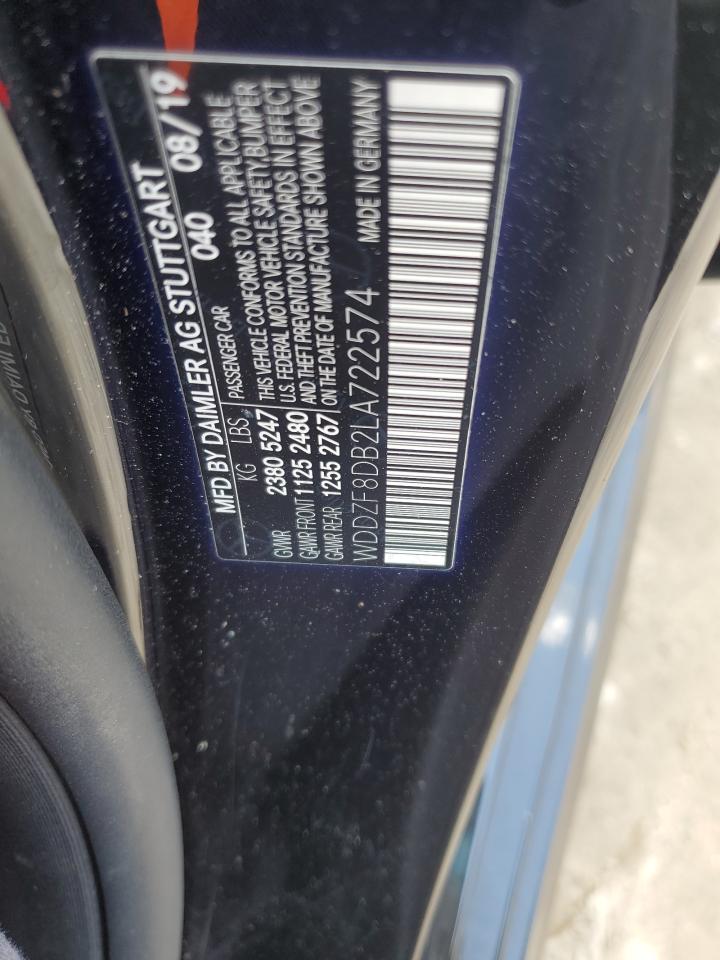 MFD BY DAIMLER AG STUTTGART
040 08/19
KG LBS PASSENGER CAR
GVWR 2380 5247 THIS VEHICLE CONFORMS TO ALL APPLICABLE
U.S. FEDERAL MOTOR VEHICLE SAFETY, BUMPER
GAWR FRONT 1125 2480 AND THEFT PREVENTION STANDARDS IN EFFECT
GAWR REAR 1255 2767 ON THE DATE OF MANUFACTURE SHOWN ABOVE
WDDZF8DB2LA722574 MADE IN GERMANY